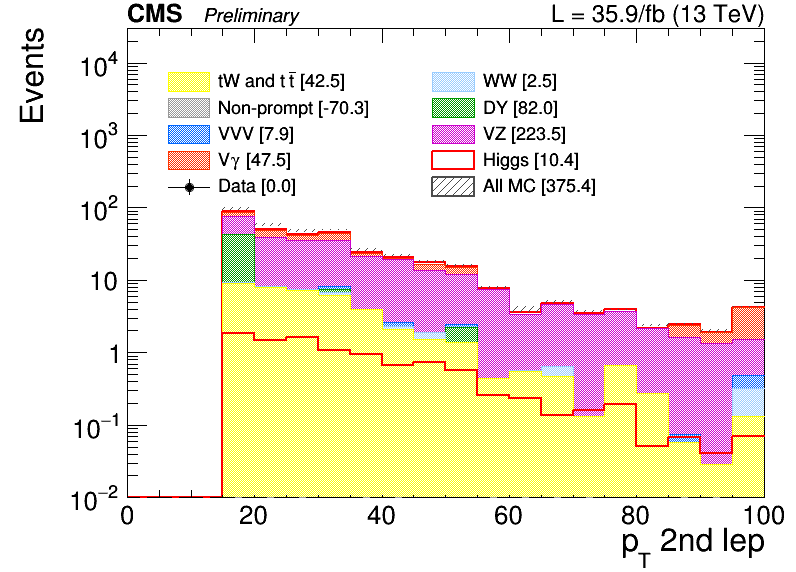 CMS Preliminary L = 35.9/fb (13 TeV)
Events
10⁴
10³
10²
10
1
10⁻¹
10⁻²
tW and t t̅ [42.5]
Non-prompt [-70.3]
VVV [7.9]
Vγ [47.5]
Data [0.0]
WW [2.5]
DY [82.0]
VZ [223.5]
Higgs [10.4]
All MC [375.4]
0 20 40 60 80 100
p_T 2nd lep